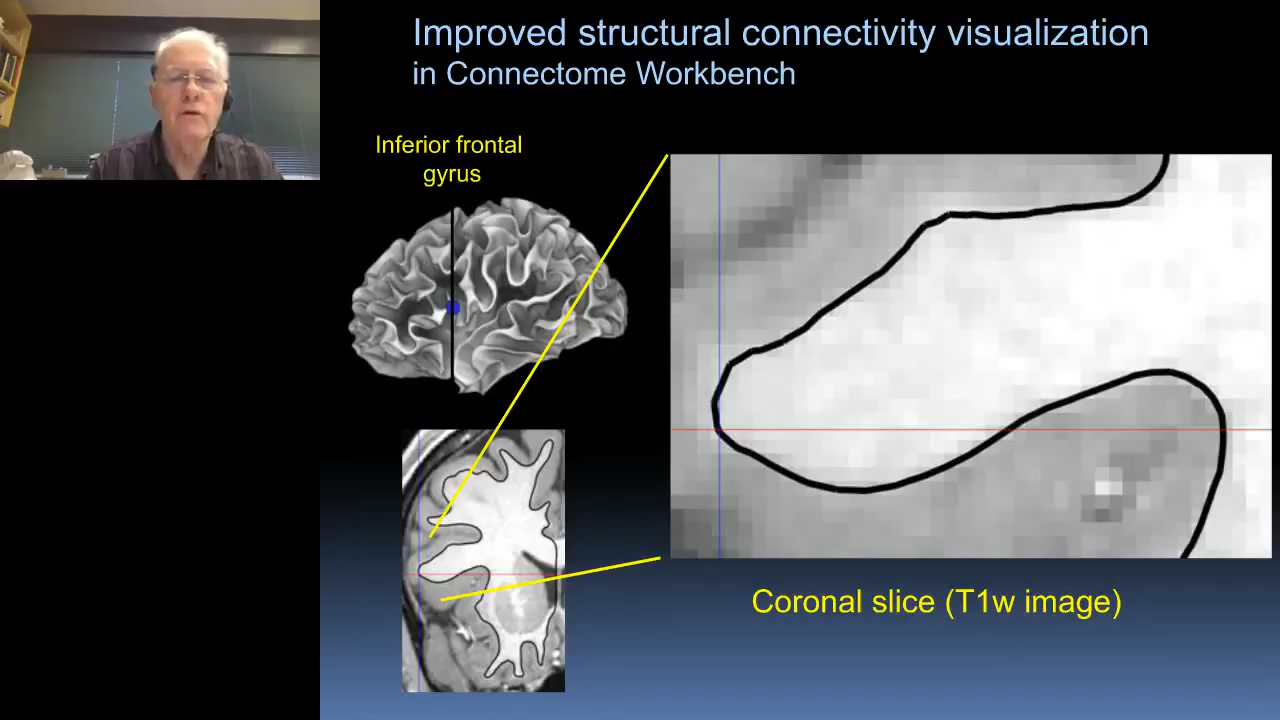 Improved structural connectivity visualization
in Connectome Workbench
Inferior frontal
gyrus
Coronal slice (T1w image)